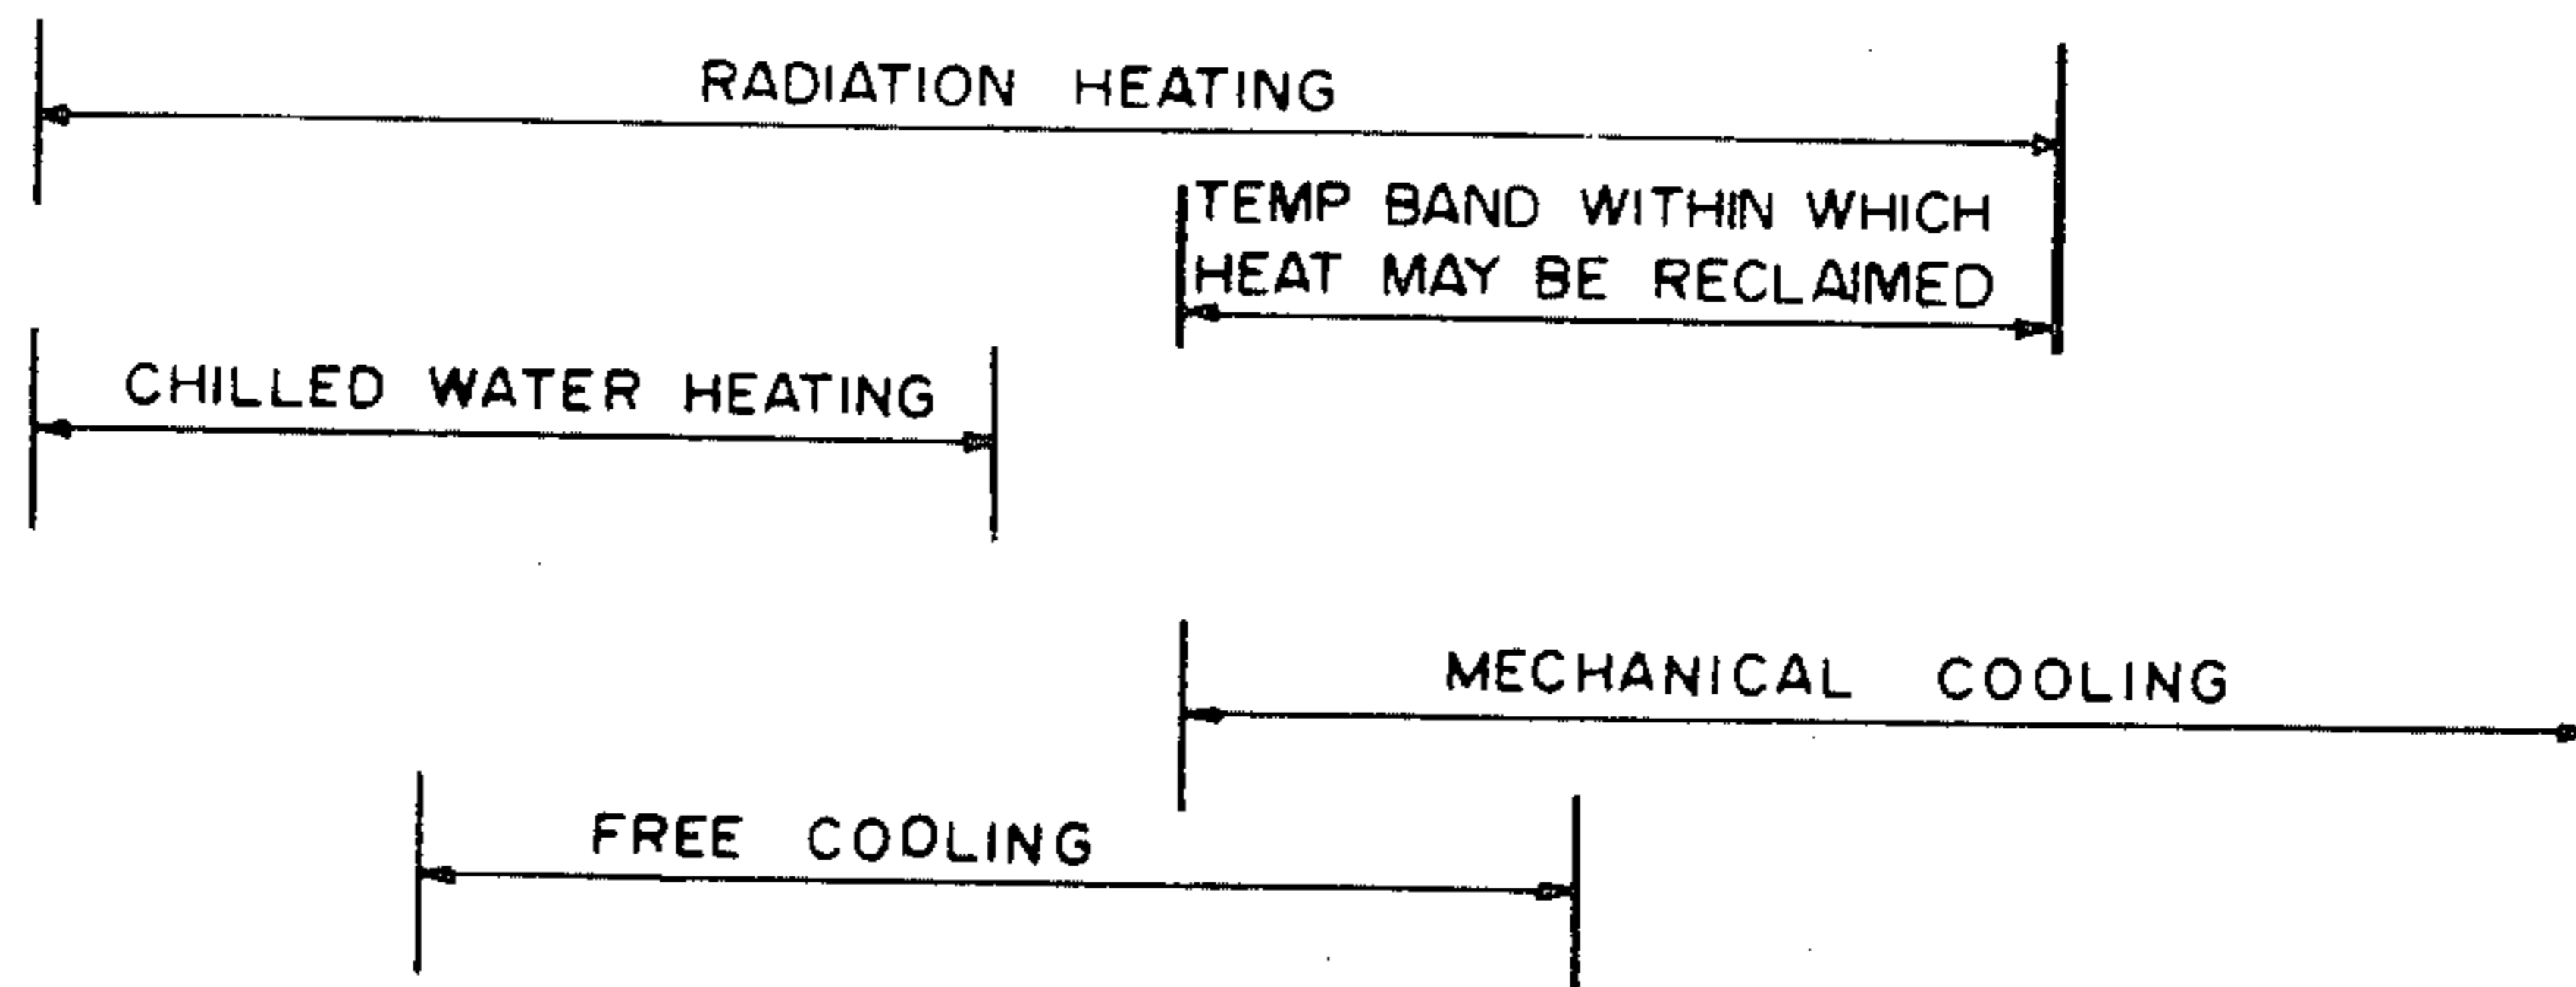 RADIATION HEATING
TEMP BAND WITHIN WHICH
HEAT MAY BE RECLAIMED
CHILLED WATER HEATING
MECHANICAL COOLING
FREE COOLING